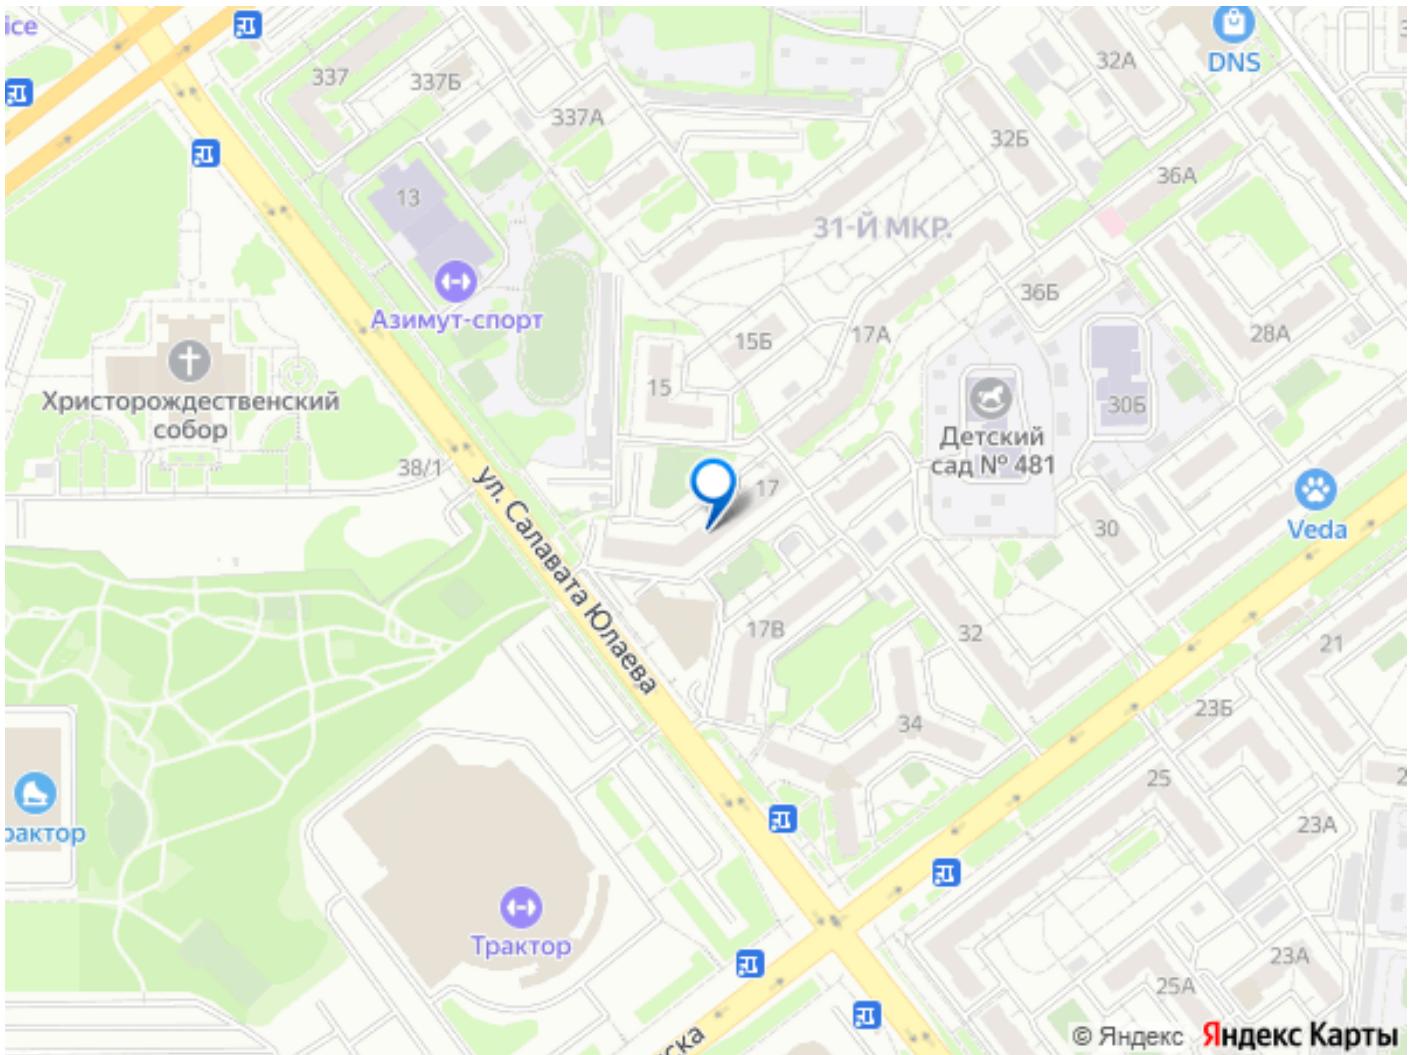 ice
DNS
32А
337
337Б
337А
32Б
36А
13
31-Й МКР.
Азимут-спорт
36Б
15Б
17А
28А
15
Христорождественский
собор
30Б
Детский
сад № 481
38/1
17
Veda
30
ул. Салавата Юлаева
17В
32
21
23Б
34
25
рактор
23А
Трактор
23А
25А
ска
© Яндекс
Яндекс Карты